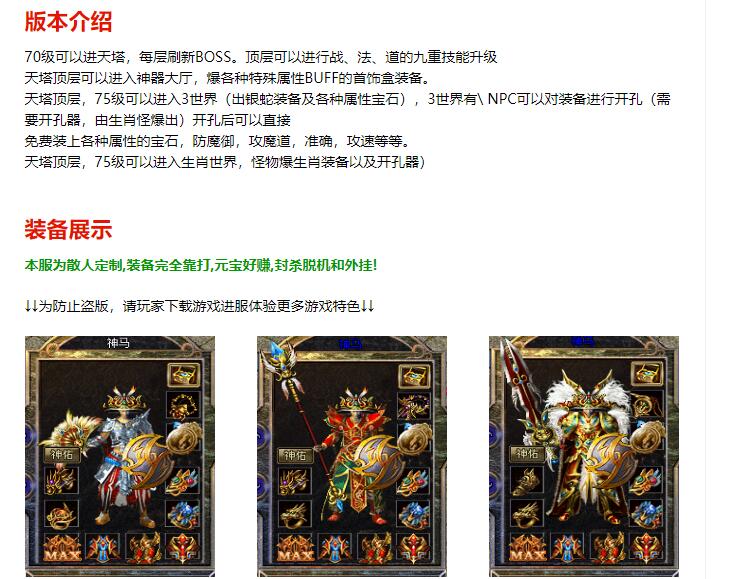 版本介绍
70级可以进天塔，每层刷新BOSS。顶层可以进行战、法、道的九重技能升级
天塔顶层可以进入神器大厅，爆各种特殊属性BUFF的首饰盒装备。
天塔顶层，75级可以进入3世界（出银蛇装备及各种属性宝石），3世界有\ NPC可以对装备进行开孔（需
要开孔器，由生肖怪爆出）开孔后可以直接
免费装上各种属性的宝石，防魔御，攻魔道，准确，攻速等等。
天塔顶层，75级可以进入生肖世界，怪物爆生肖装备以及开孔器）
装备展示
本服为散人定制,装备完全靠打,元宝好赚,封杀脱机和外挂!
↓↓为防止盗版，请玩家下载游戏进服体验更多游戏特色↓↓
神马
神马
神马
神佑
神佑
神佑
MAX
MAX
MAX